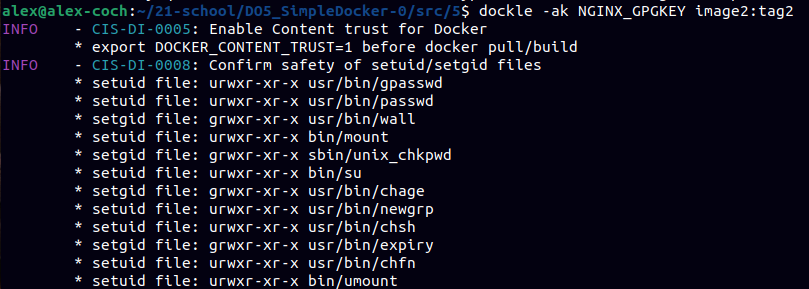 alex@alex-coch:~/21-school/DO5_SimpleDocker-0/src/5$ dockle -ak NGINX_GPGKEY image2:tag2
INFO - CIS-DI-0005: Enable Content trust for Docker
* export DOCKER_CONTENT_TRUST=1 before docker pull/build
INFO - CIS-DI-0008: Confirm safety of setuid/setgid files
* setuid file: urwxr-xr-x usr/bin/gpasswd
* setuid file: urwxr-xr-x usr/bin/passwd
* setgid file: grwxr-xr-x usr/bin/wall
* setuid file: urwxr-xr-x bin/mount
* setgid file: grwxr-xr-x sbin/unix_chkpwd
* setuid file: urwxr-xr-x bin/su
* setgid file: grwxr-xr-x usr/bin/chage
* setuid file: urwxr-xr-x usr/bin/newgrp
* setuid file: urwxr-xr-x usr/bin/chsh
* setgid file: grwxr-xr-x usr/bin/expiry
* setuid file: urwxr-xr-x usr/bin/chfn
* setuid file: urwxr-xr-x bin/umount